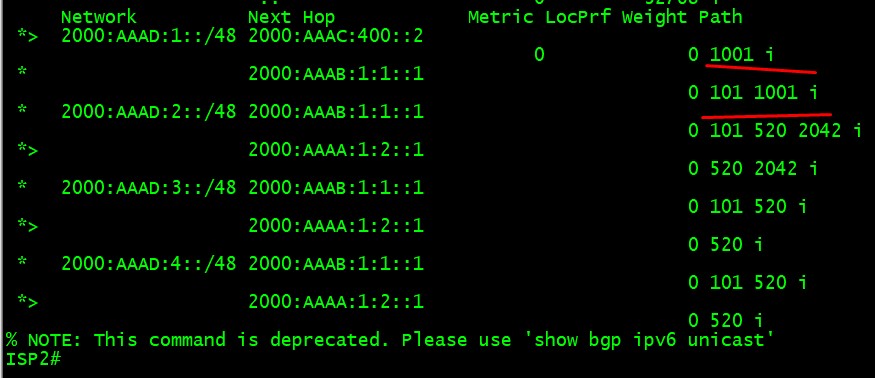 Network Next Hop Metric LocPrf Weight Path
*> 2000:AAAD:1::/48 2000:AAAC:400::2
0 0 1001 i
* 2000:AAAB:1:1::1
0 101 1001 i
* 2000:AAAD:2::/48 2000:AAAB:1:1::1
0 101 520 2042 i
*> 2000:AAAA:1:2::1
0 520 2042 i
* 2000:AAAD:3::/48 2000:AAAB:1:1::1
0 101 520 i
*> 2000:AAAA:1:2::1
0 520 i
* 2000:AAAD:4::/48 2000:AAAB:1:1::1
0 101 520 i
*> 2000:AAAA:1:2::1
0 520 i
% NOTE: This command is deprecated. Please use 'show bgp ipv6 unicast'
ISP2#